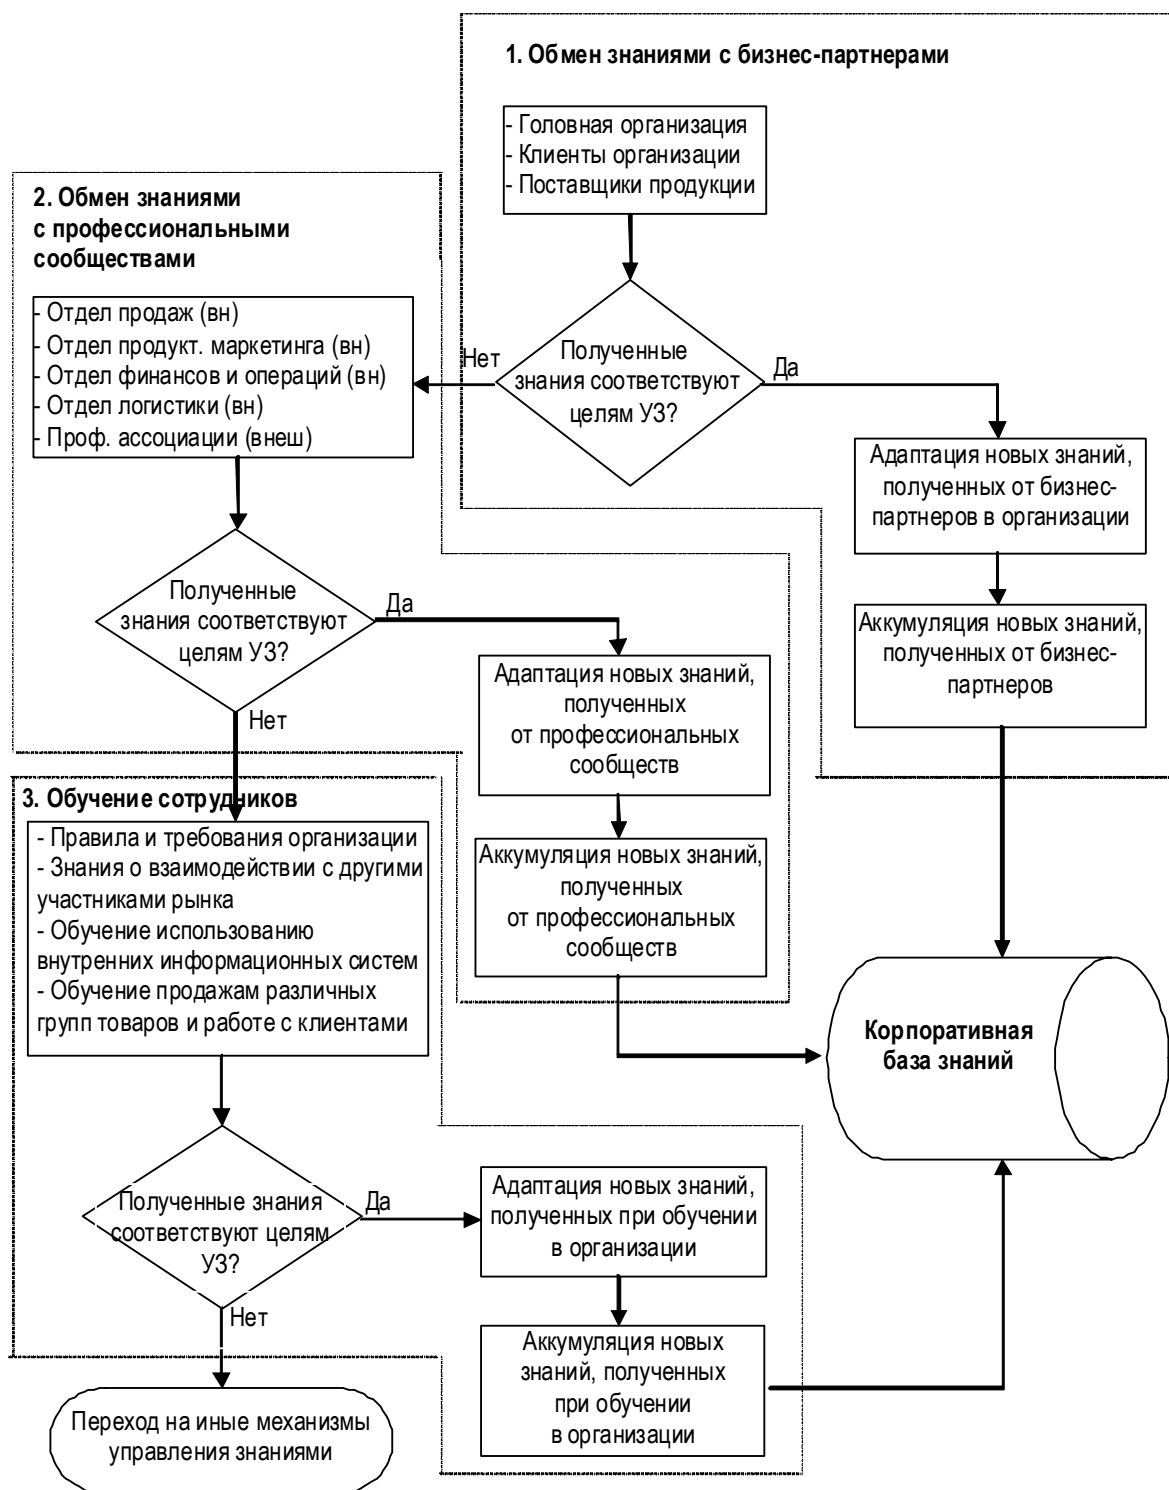 1. Обмен знаниями с бизнес-партнерами
- Головная организация
- Клиенты организации
- Поставщики продукции
Полученные
знания соответствуют
целям УЗ?
Нет
Да
Адаптация новых знаний,
полученных от бизнес-
партнеров в организации
Аккумуляция новых знаний,
полученных от бизнес-
партнеров
2. Обмен знаниями
с профессиональными
сообществами
- Отдел продаж (вн)
- Отдел продукт. маркетинга (вн)
- Отдел финансов и операций (вн)
- Отдел логистики (вн)
- Проф. ассоциации (внеш)
Полученные
знания соответствуют
целям УЗ?
Да
Нет
Адаптация новых знаний,
полученных
от профессиональных
сообществ
Аккумуляция новых знаний,
полученных
от профессиональных
сообществ
3. Обучение сотрудников
- Правила и требования организации
- Знания о взаимодействии с другими
участниками рынка
- Обучение использованию
внутренних информационных систем
- Обучение продажам различных
групп товаров и работе с клиентами
Корпоративная
база знаний
Полученные знания
соответствуют целям
УЗ?
Да
Нет
Адаптация новых знаний,
полученных при обучении
в организации
Аккумуляция новых
знаний, полученных
при обучении
в организации
Переход на иные механизмы
управления знаниями